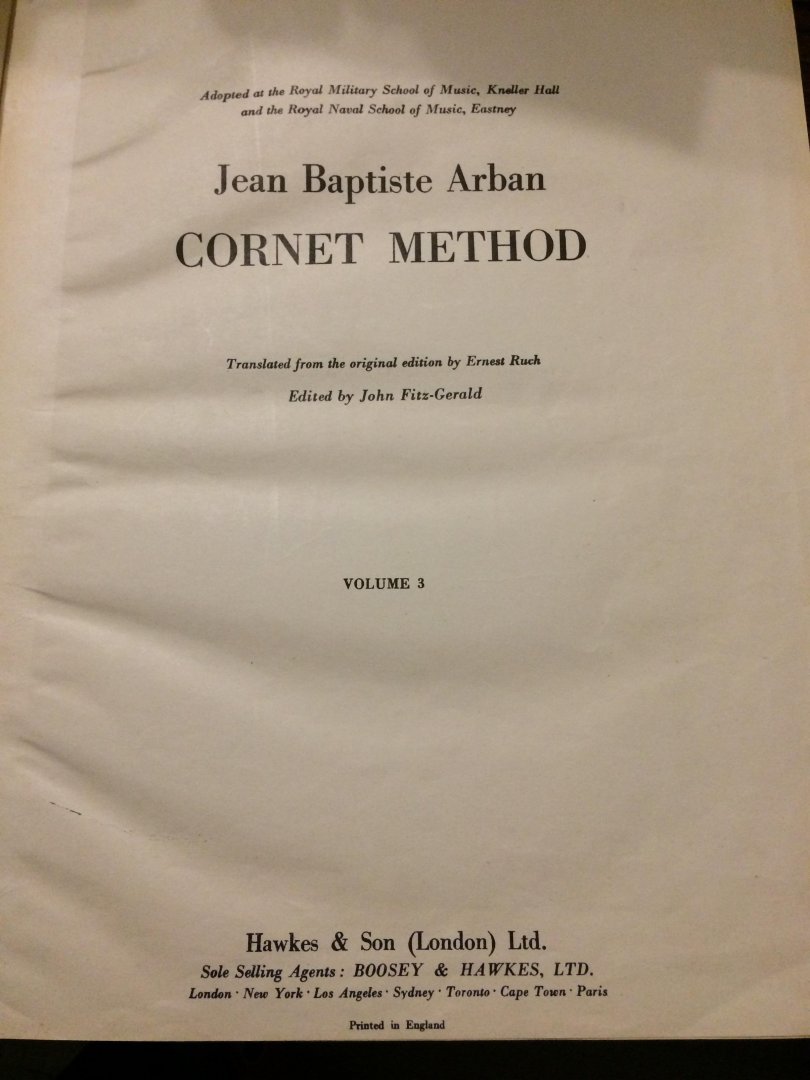 Adopted at the Royal Military School of Music, Kneller Hall
and the Royal Naval School of Music, Eastney
Jean Baptiste Arban
CORNET METHOD
Translated from the original edition by Ernest Ruch
Edited by John Fitz-Gerald
VOLUME 3
Hawkes & Son (London) Ltd.
Sole Selling Agents: BOOSEY & HAWKES, LTD.
London · New York · Los Angeles · Sydney · Toronto · Cape Town · Paris
Printed in England